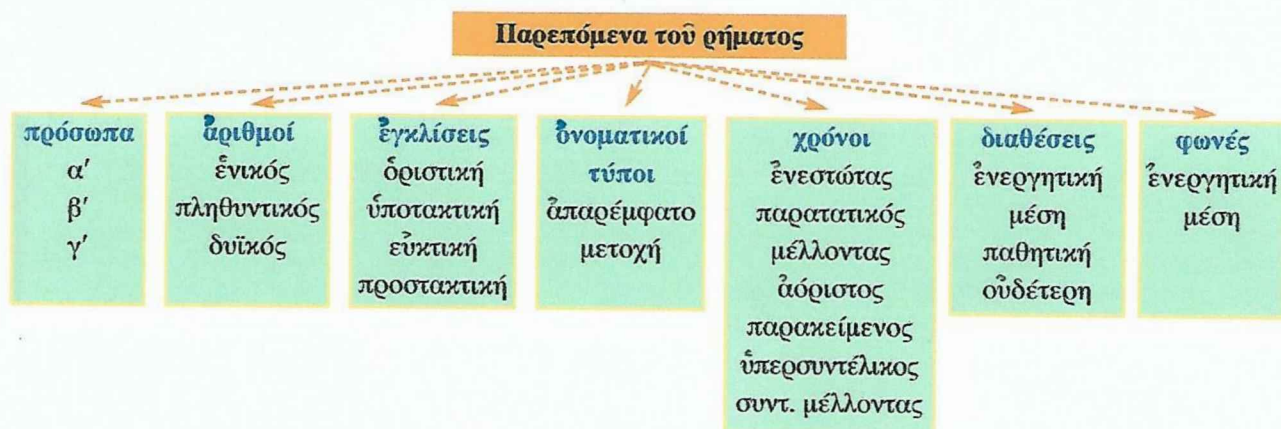 Παρεπόμενα τοῦ ρήματος
πρόσωπα
α′
β′
γ′
ἀριθμοί
ἑνικός
πληθυντικός
δυϊκός
ἐγκλίσεις
ὁριστική
ὑποτακτική
εὐκτική
προστακτική
ὀνοματικοί
τύποι
ἀπαρέμφατο
μετοχή
χρόνοι
ἐνεστώτας
παρατατικός
μέλλοντας
ἀόριστος
παρακείμενος
ὑπερσυντέλικος
συντ. μέλλοντας
διαθέσεις
ἐνεργητική
μέση
παθητική
οὐδέτερη
φωνές
ἐνεργητική
μέση